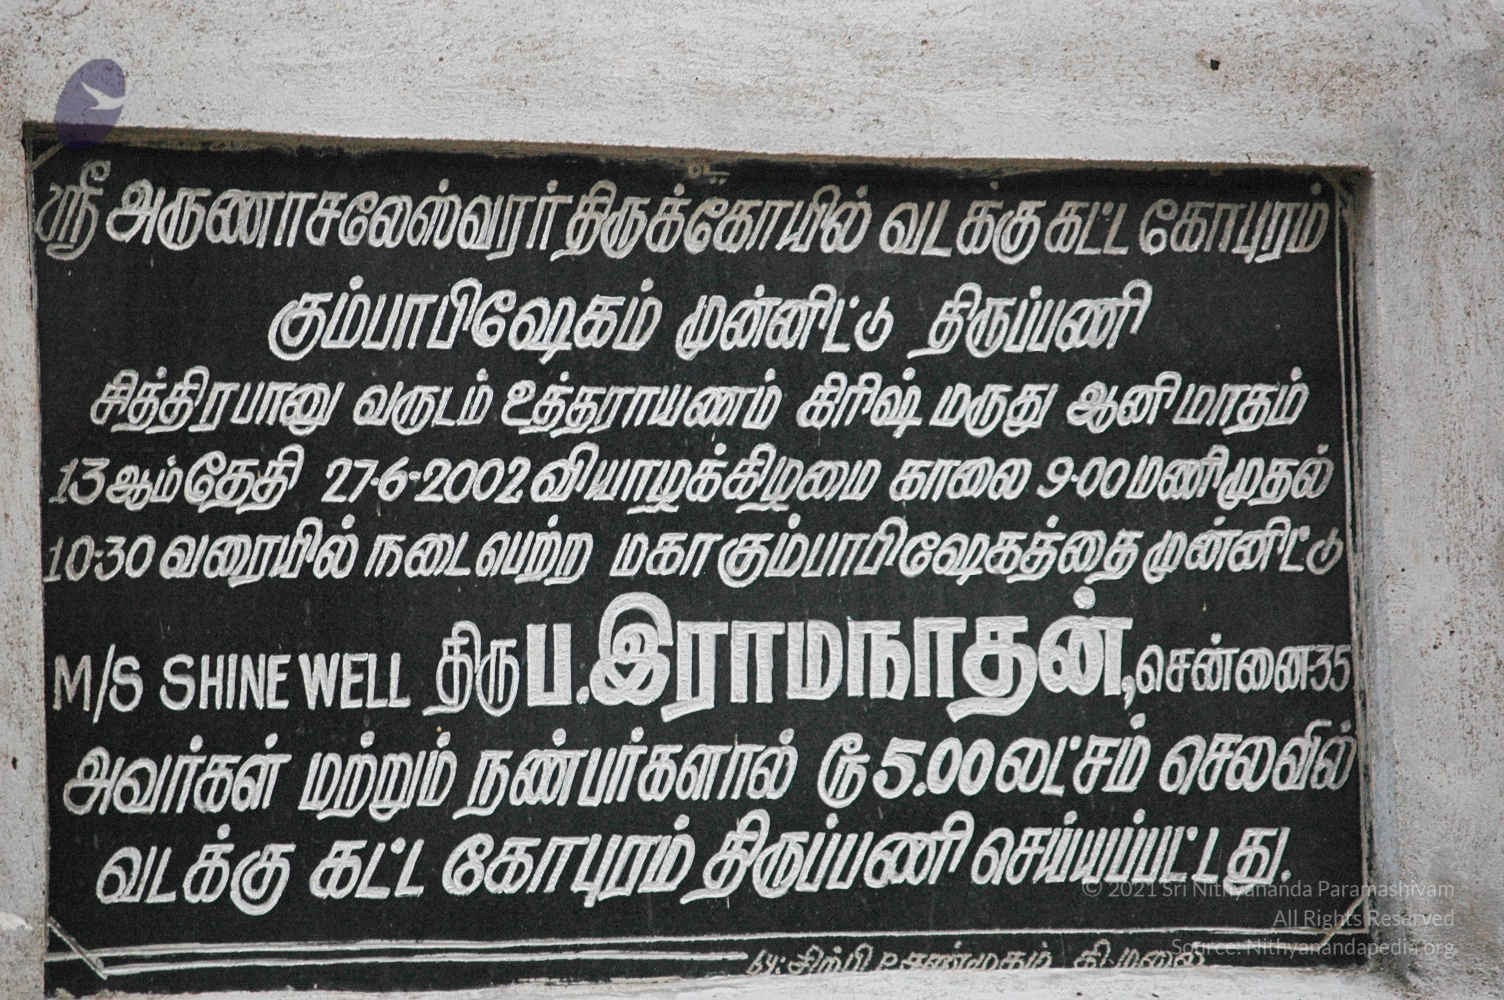 ஸ்ரீ அருணாசலேஸ்வரர் திருக்கோயில் வடக்கு கட்ட கோபுரம்
கும்பாபிஷேகம் முன்னிட்டு திருப்பணி
சித்திரபானு வருடம் உத்தராயணம் கிரிஷ் மருது ஆனி மாதம்
13 ஆம் தேதி 27-6-2002 வியாழக்கிழமை காலை 9-00 மணி முதல்
10-30 வரையில் நடைபெற்ற மகா கும்பாபிஷேகத்தை முன்னிட்டு
M/S SHINE WELL திரு ப.இராமநாதன், சென்னை 35
அவர்கள் மற்றும் நண்பர்களால் ரூ 5.00 லட்சம் செலவில்
வடக்கு கட்ட கோபுரம் திருப்பணி செய்யப்பட்டது.
by: சிற்பி P சண்முகம்
© 2021 Sri Nithyananda Paramashivam
All Rights Reserved
Source: Nithyanandapedia.org